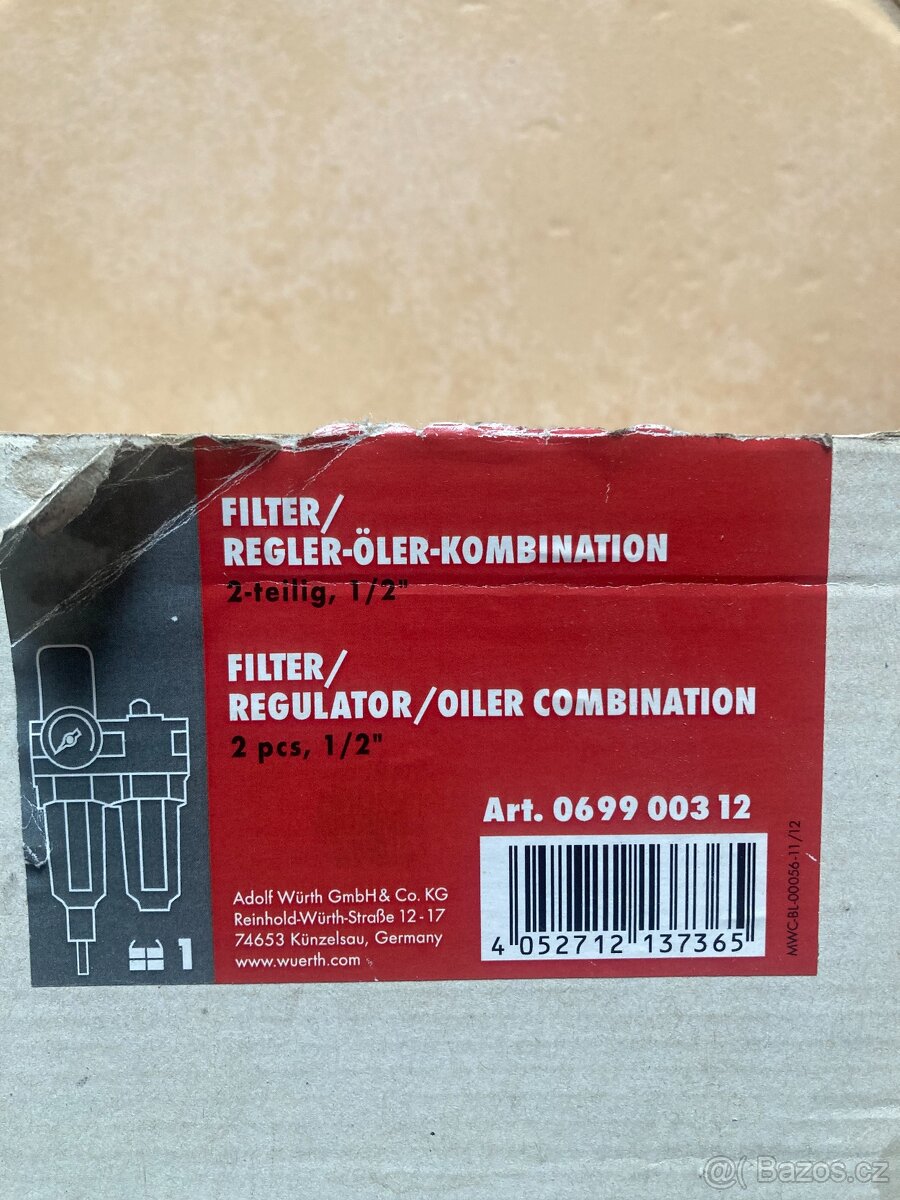 FILTER/
REGLER-ÖLER-KOMBINATION
2-teilig, 1/2"
FILTER/
REGULATOR/OILER COMBINATION
2 pcs, 1/2"
Art. 0699 003 12
4 052712 137365
MWC-BL-00056-11/12
Adolf Würth GmbH & Co. KG
Reinhold-Würth-Straße 12-17
74653 Künzelsau, Germany
www.wuerth.com
1
@( Bazos.cz